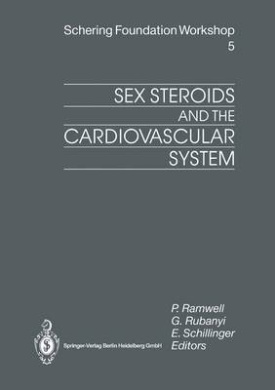 Schering Foundation Workshop
5
SEX STEROIDS
AND THE
CARDIOVASCULAR
SYSTEM
P. Ramwell
G. Rubanyi
E. Schillinger
Editors
Springer-Verlag Berlin Heidelberg GmbH